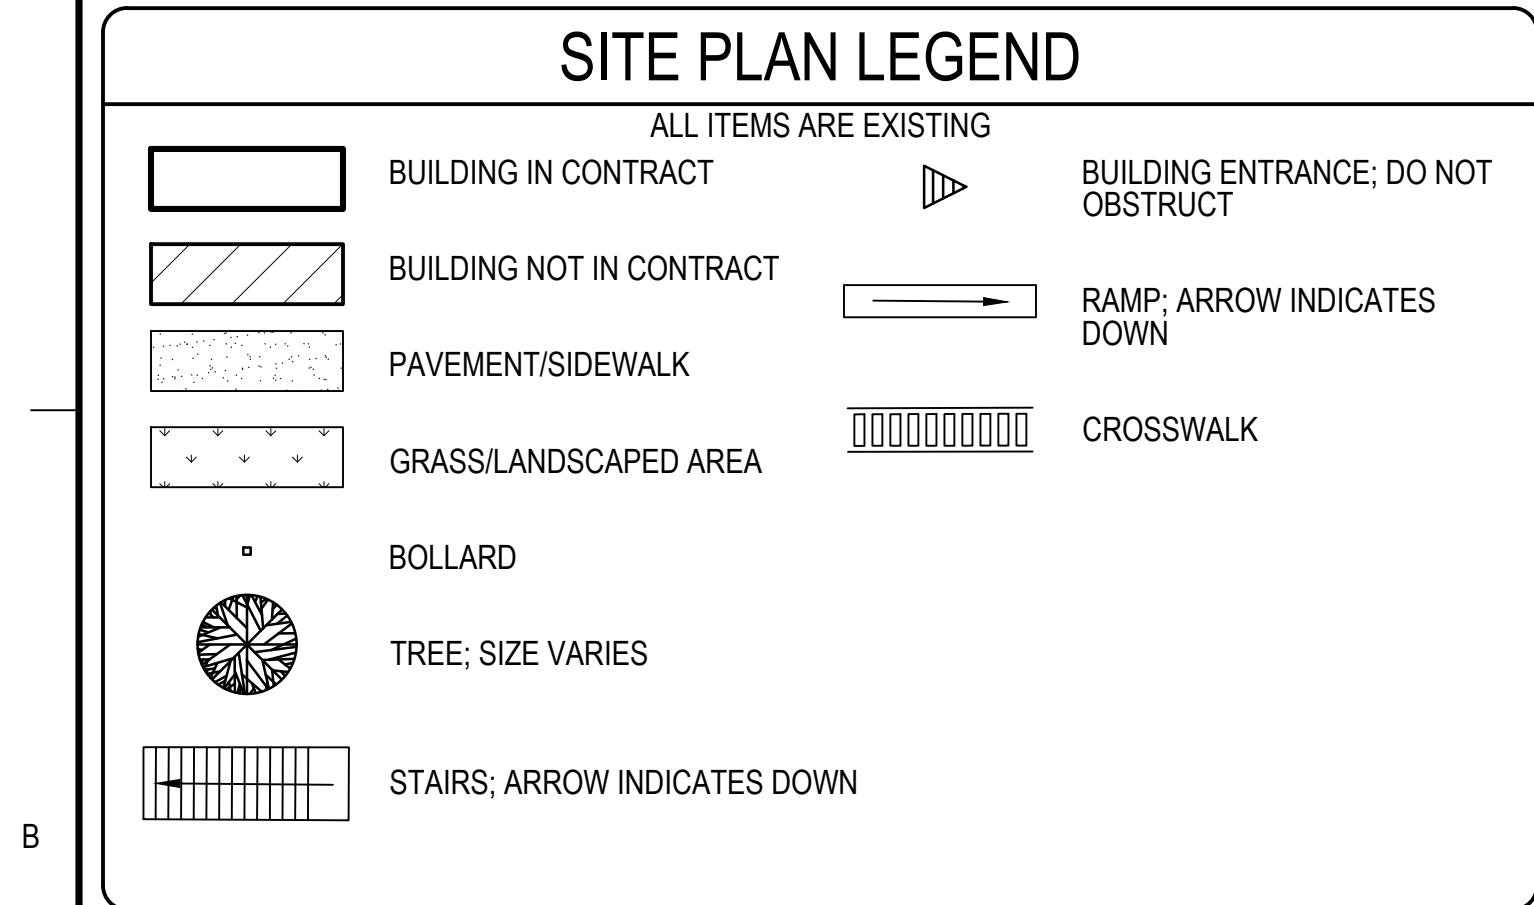 SITE PLAN LEGEND
ALL ITEMS ARE EXISTING
BUILDING IN CONTRACT
BUILDING NOT IN CONTRACT
PAVEMENT/SIDEWALK
GRASS/LANDSCAPED AREA
BOLLARD
TREE; SIZE VARIES
STAIRS; ARROW INDICATES DOWN
BUILDING ENTRANCE; DO NOT
OBSTRUCT
RAMP; ARROW INDICATES
DOWN
CROSSWALK
B